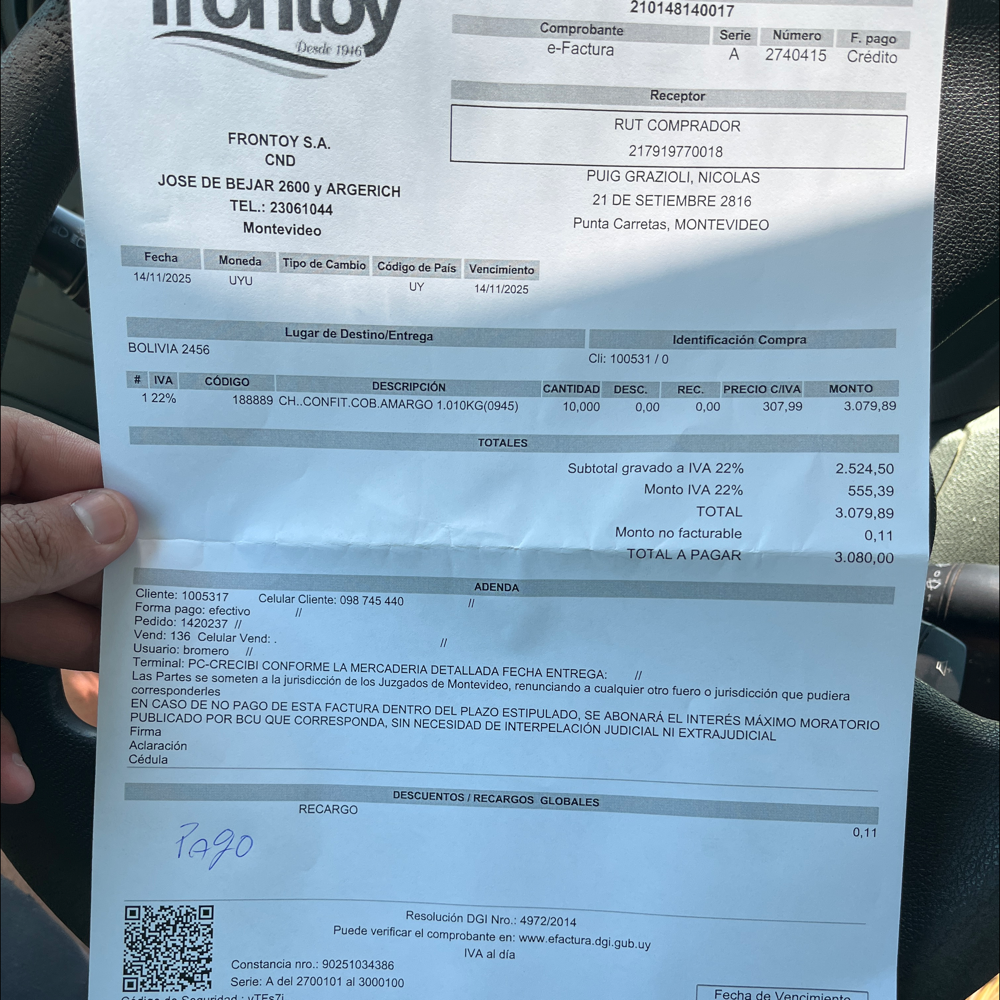 frontoy
Desde 1946
210148140017
Comprobante Serie Número F. pago
e-Factura A 2740415 Crédito
Receptor
RUT COMPRADOR
217919770018
PUIG GRAZIOLI, NICOLAS
21 DE SETIEMBRE 2816
Punta Carretas, MONTEVIDEO
FRONTOY S.A.
CND
JOSE DE BEJAR 2600 y ARGERICH
TEL.: 23061044
Montevideo
Fecha Moneda Tipo de Cambio Código de País Vencimiento
14/11/2025 UYU UY 14/11/2025
Lugar de Destino/Entrega Identificación Compra
BOLIVIA 2456 Cli: 100531 / 0
# IVA CÓDIGO DESCRIPCIÓN CANTIDAD DESC. REC. PRECIO C/IVA MONTO
1 22% 188889 CH..CONFIT.COB.AMARGO 1.010KG(0945) 10,000 0,00 0,00 307,99 3.079,89
TOTALES
Subtotal gravado a IVA 22% 2.524,50
Monto IVA 22% 555,39
TOTAL 3.079,89
Monto no facturable 0,11
TOTAL A PAGAR 3.080,00
ADENDA
Cliente: 1005317 Celular Cliente: 098 745 440 //
Forma pago: efectivo //
Pedido: 1420237 //
Vend: 136 Celular Vend: . //
Usuario: bromero //
Terminal: PC-CRECIBI CONFORME LA MERCADERIA DETALLADA FECHA ENTREGA: //
Las Partes se someten a la jurisdicción de los Juzgados de Montevideo, renunciando a cualquier otro fuero o jurisdicción que pudiera
corresponderles
EN CASO DE NO PAGO DE ESTA FACTURA DENTRO DEL PLAZO ESTIPULADO, SE ABONARÁ EL INTERÉS MÁXIMO MORATORIO
PUBLICADO POR BCU QUE CORRESPONDA, SIN NECESIDAD DE INTERPELACIÓN JUDICIAL NI EXTRAJUDICIAL
Firma
Aclaración
Cédula
DESCUENTOS / RECARGOS GLOBALES
RECARGO 0,11
PAGO
Resolución DGI Nro.: 4972/2014
Puede verificar el comprobante en: www.efactura.dgi.gub.uy
IVA al día
Constancia nro.: 90251034386
Serie: A del 2700101 al 3000100
Código de Seguridad :
Fecha de Vencimiento